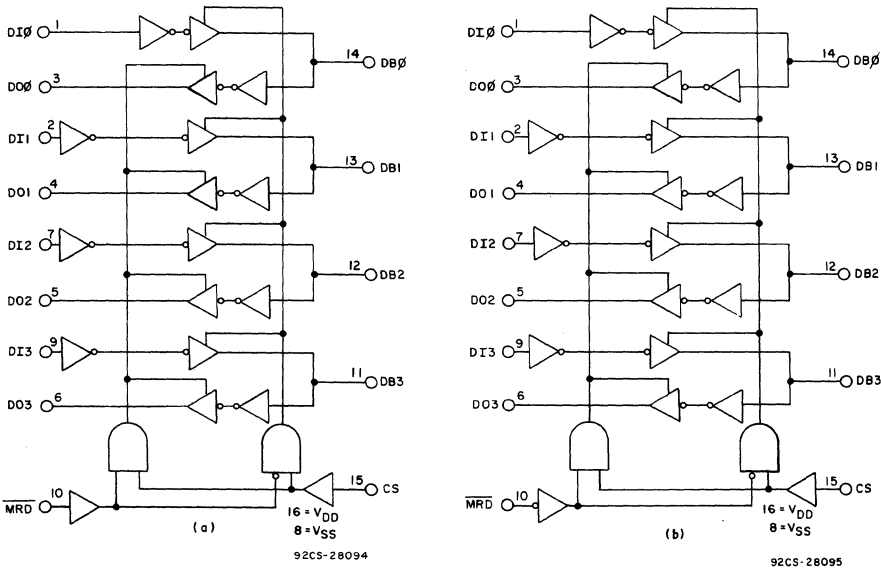 DIØ 1
14 DBØ
DOØ 3
DI1 2
13 DB1
DO1 4
DI2 7
12 DB2
DO2 5
DI3 9
11 DB3
DO3 6
15 CS
MRD 10
16 = VDD
8 = VSS
(a)
92CS-28094
DIØ 1
14 DBØ
DOØ 3
DI1 2
13 DB1
DO1 4
DI2 7
12 DB2
DO2 5
DI3 9
11 DB3
DO3 6
15 CS
MRD 10
16 = VDD
8 = VSS
(b)
92CS-28095